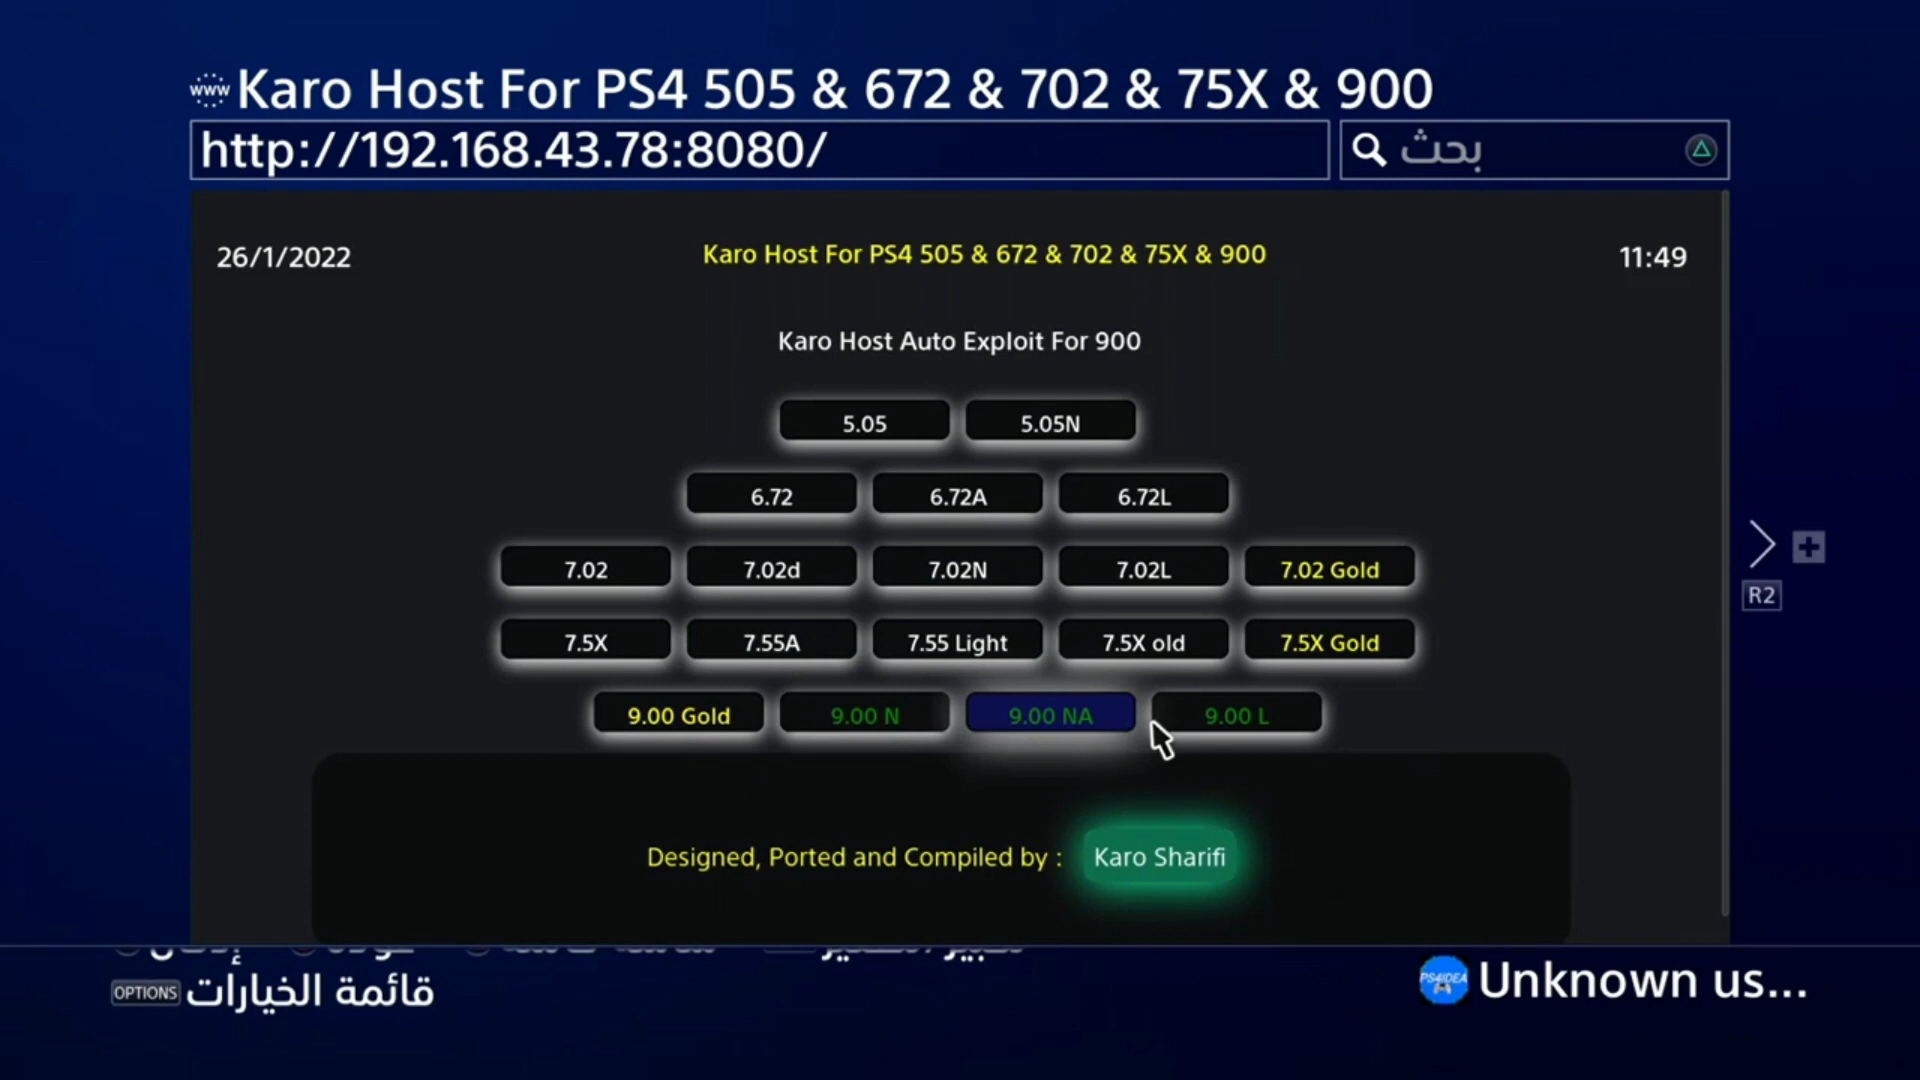 www Karo Host For PS4 505 & 672 & 702 & 75X & 900
http://192.168.43.78:8080/
بحث
26/1/2022
Karo Host For PS4 505 & 672 & 702 & 75X & 900
11:49
Karo Host Auto Exploit For 900
5.05 5.05N
6.72 6.72A 6.72L
7.02 7.02d 7.02N 7.02L 7.02 Gold
7.5X 7.55A 7.55 Light 7.5X old 7.5X Gold
R2
9.00 Gold 9.00 N 9.00 NA 9.00 L
Designed, Ported and Compiled by : Karo Sharifi
OPTIONS قائمة الخيارات
PS4IDEA Unknown us...